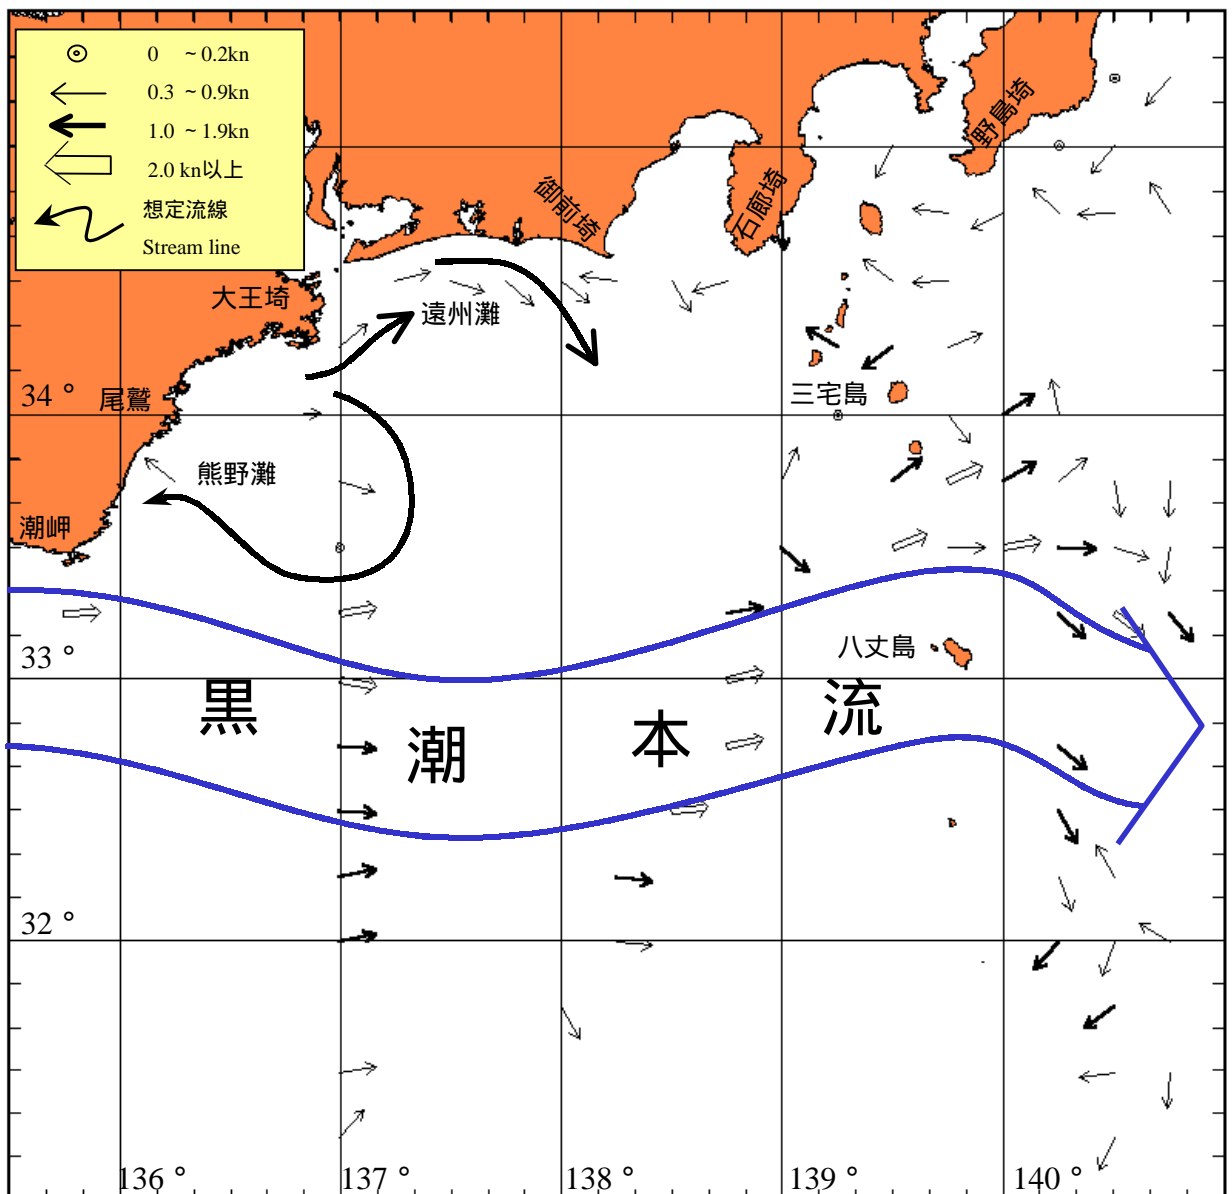 0 ~0.2kn
0.3 ~0.9kn
1.0 ~1.9kn
2.0 kn以上
想定流線
Stream line
野島埼
御前埼
石廊埼
大王埼
遠州灘
34°
尾鷲
三宅島
熊野灘
潮岬
33°
八丈島
黒潮本流
32°
136°
137°
138°
139°
140°